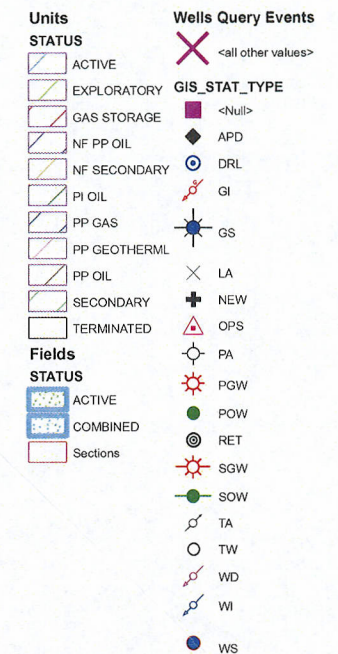 Units
STATUS
ACTIVE
EXPLORATORY
GAS STORAGE
NF PP OIL
NF SECONDARY
PI OIL
PP GAS
PP GEOTHERML
PP OIL
SECONDARY
TERMINATED
Fields
STATUS
ACTIVE
COMBINED
Sections
Wells Query Events
<all other values>
GIS_STAT_TYPE
<Null>
APD
DRL
GI
GS
LA
NEW
OPS
PA
PGW
POW
RET
SGW
SOW
TA
TW
WD
WI
WS